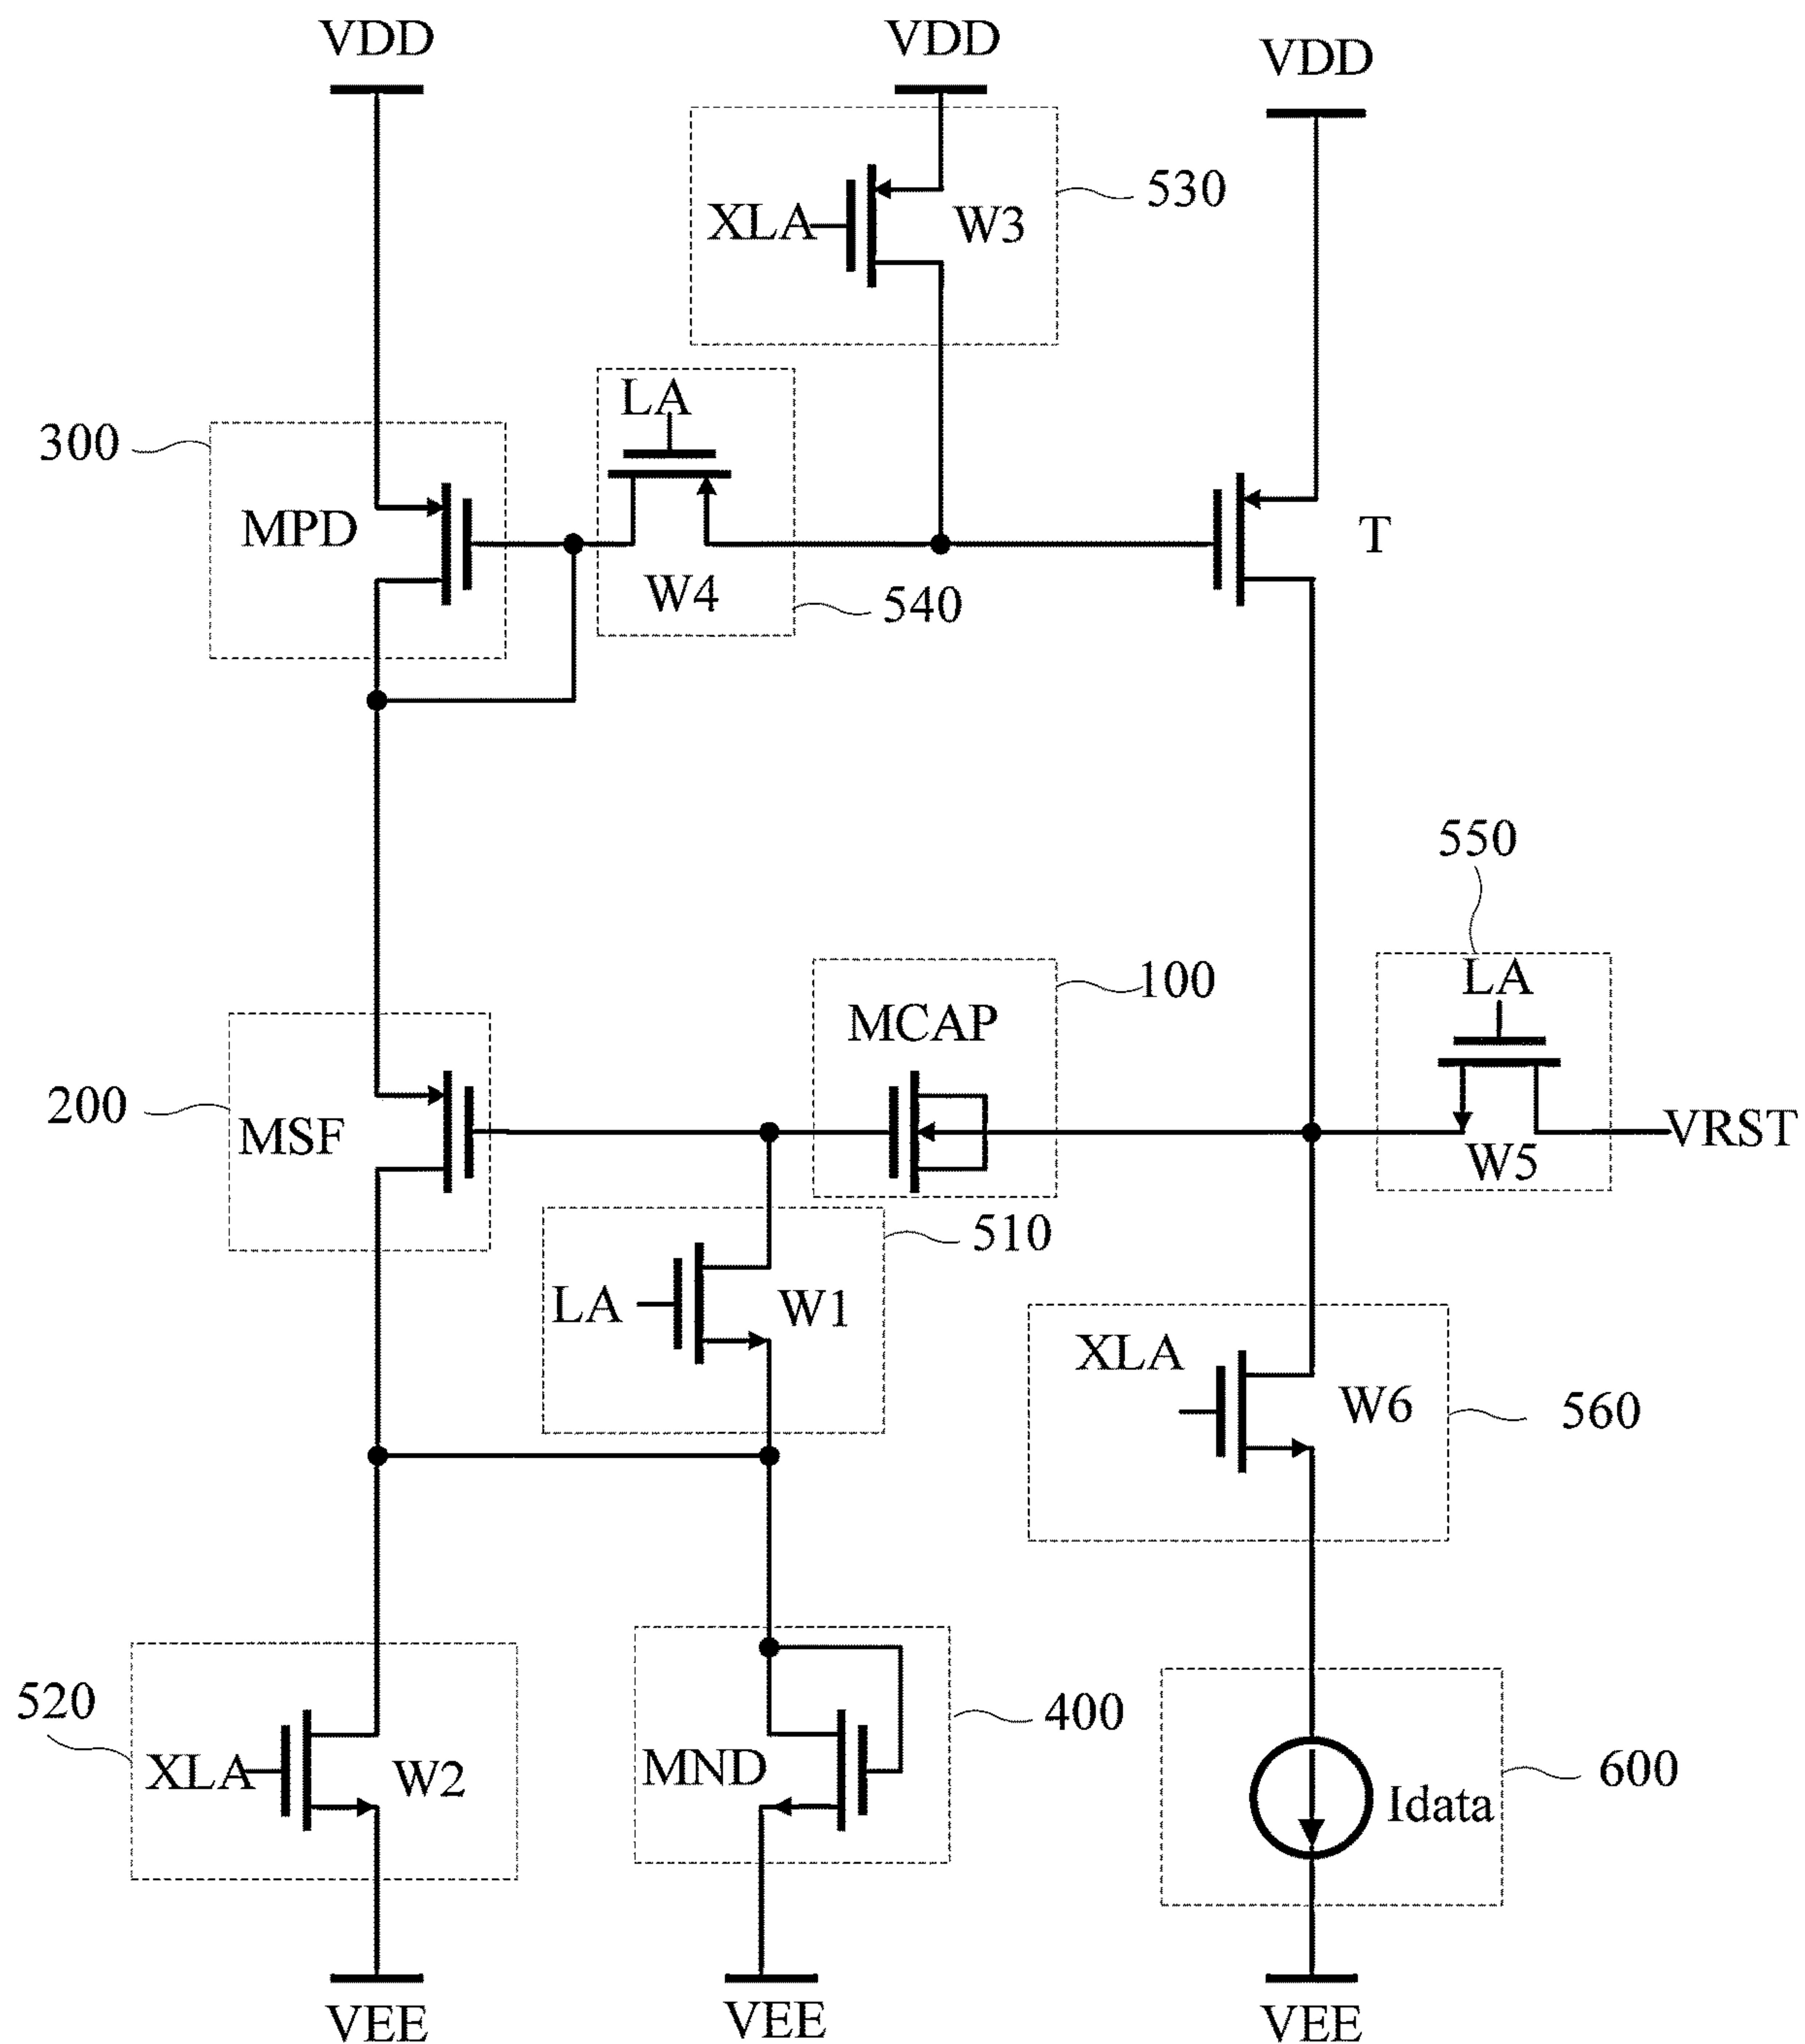 VDD
VDD
VDD
530
XLA
W3
300
LA
MPD
T
W4
540
550
LA
100
MCAP
200
MSF
VRST
W5
510
LA
W1
XLA
W6
560
520
400
XLA
W2
MND
600
Idata
VEE
VEE
VEE